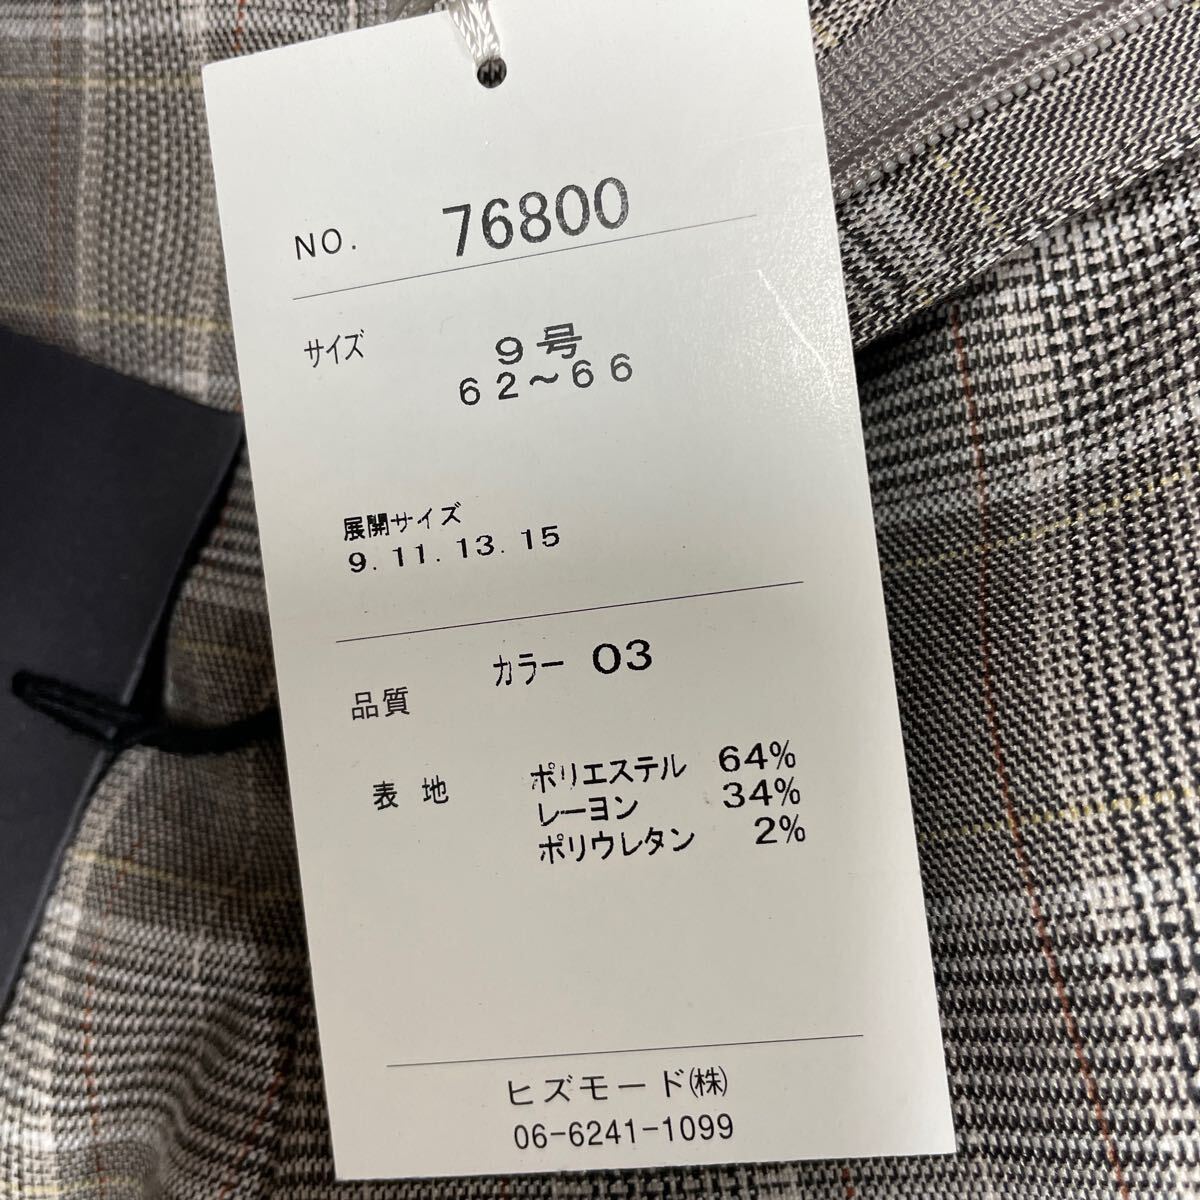 NO. 76800
サイズ 9号
62～66
展開サイズ
9. 11. 13. 15
カラー 03
品質
表地 ポリエステル 64%
レーヨン 34%
ポリウレタン 2%
ヒズモード㈱
06-6241-1099